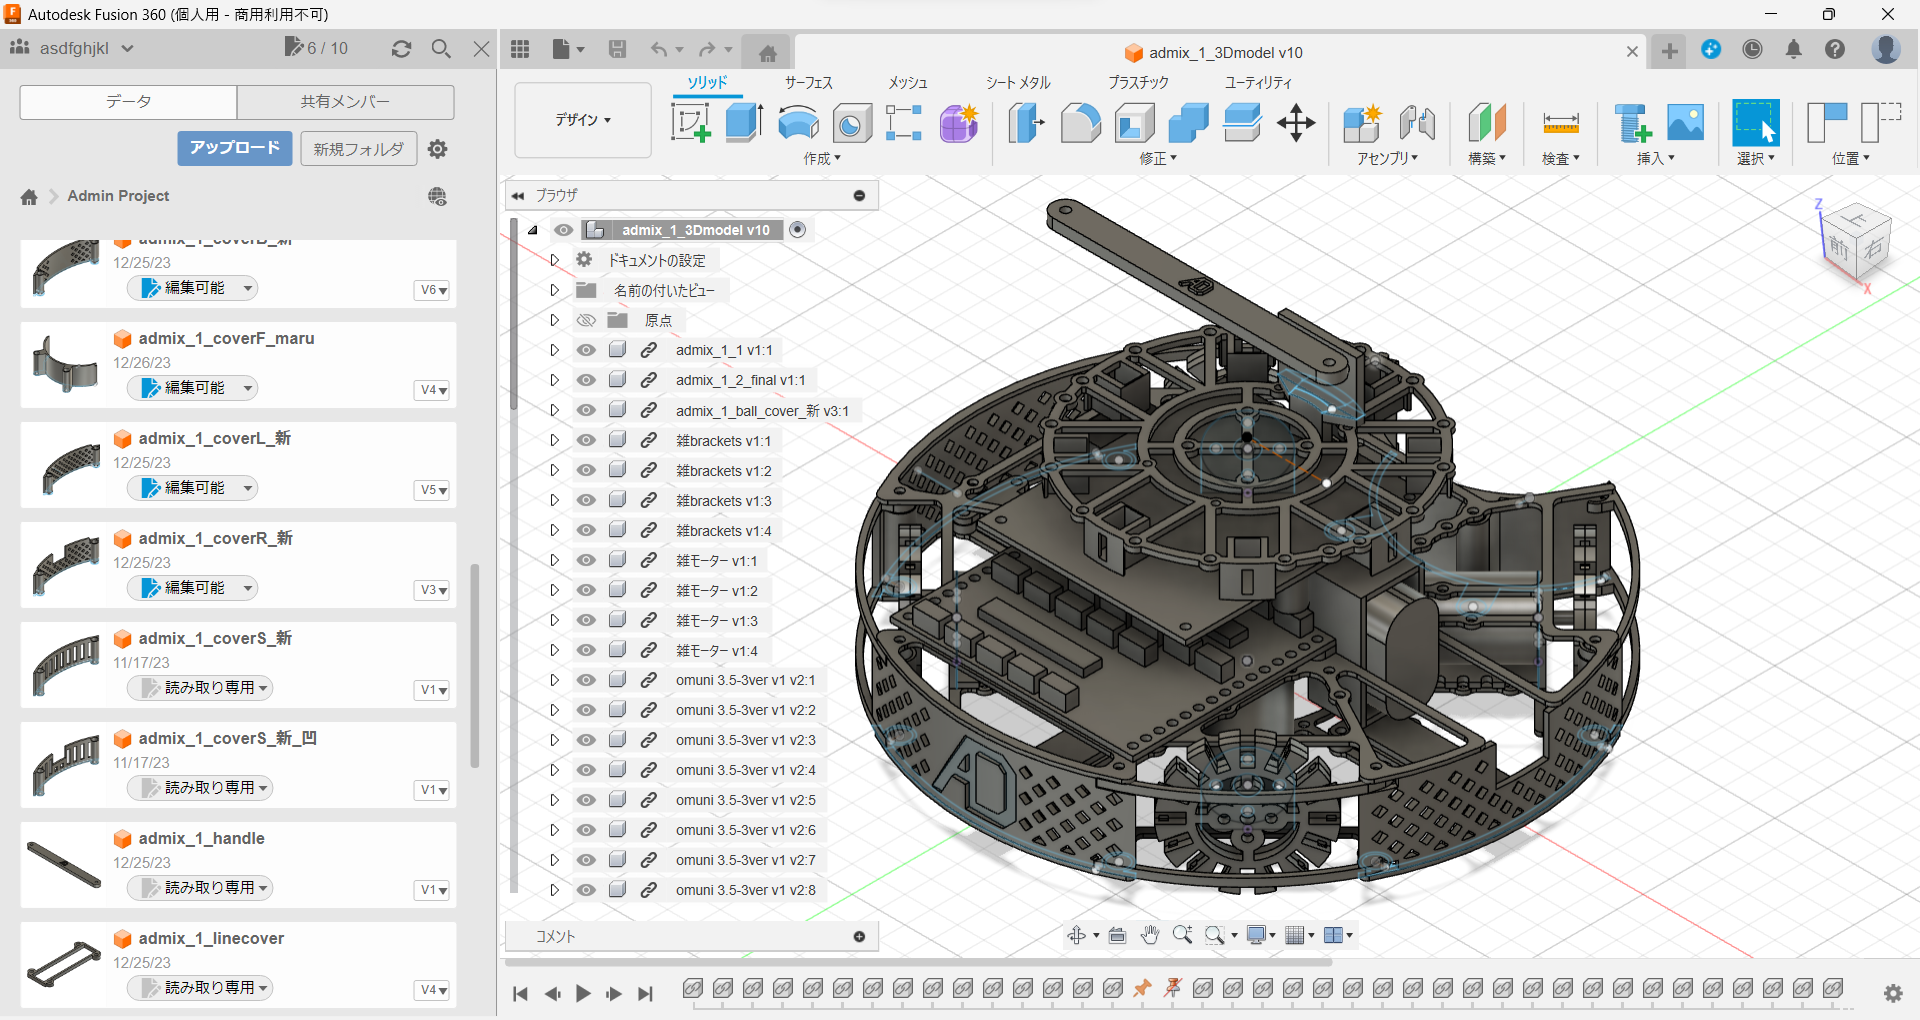 Autodesk Fusion 360 (個人用 - 商用利用不可)
asdfghjkl
6 / 10
admix_1_3Dmodel v10
データ
共有メンバー
アップロード
新規フォルダ
Admin Project
12/25/23
編集可能
V6
admix_1_coverF_maru
12/26/23
編集可能
V4
admix_1_coverL_新
12/25/23
編集可能
V5
admix_1_coverR_新
12/25/23
編集可能
V3
admix_1_coverS_新
11/17/23
読み取り専用
V1
admix_1_coverS_新_凹
11/17/23
読み取り専用
V1
admix_1_handle
12/25/23
読み取り専用
V1
admix_1_linecover
12/25/23
読み取り専用
V4
デザイン
ソリッド
サーフェス
メッシュ
シート メタル
プラスチック
ユーティリティ
作成
修正
アセンブリ
構築
検査
挿入
選択
位置
ブラウザ
admix_1_3Dmodel v10
ドキュメントの設定
名前の付いたビュー
原点
admix_1_1 v1:1
admix_1_2_final v1:1
admix_1_ball_cover_新 v3:1
雑brackets v1:1
雑brackets v1:2
雑brackets v1:3
雑brackets v1:4
雑モーター v1:1
雑モーター v1:2
雑モーター v1:3
雑モーター v1:4
omuni 3.5-3ver v1 v2:1
omuni 3.5-3ver v1 v2:2
omuni 3.5-3ver v1 v2:3
omuni 3.5-3ver v1 v2:4
omuni 3.5-3ver v1 v2:5
omuni 3.5-3ver v1 v2:6
omuni 3.5-3ver v1 v2:7
omuni 3.5-3ver v1 v2:8
コメント
Z
上
前
右
X
AD
AD